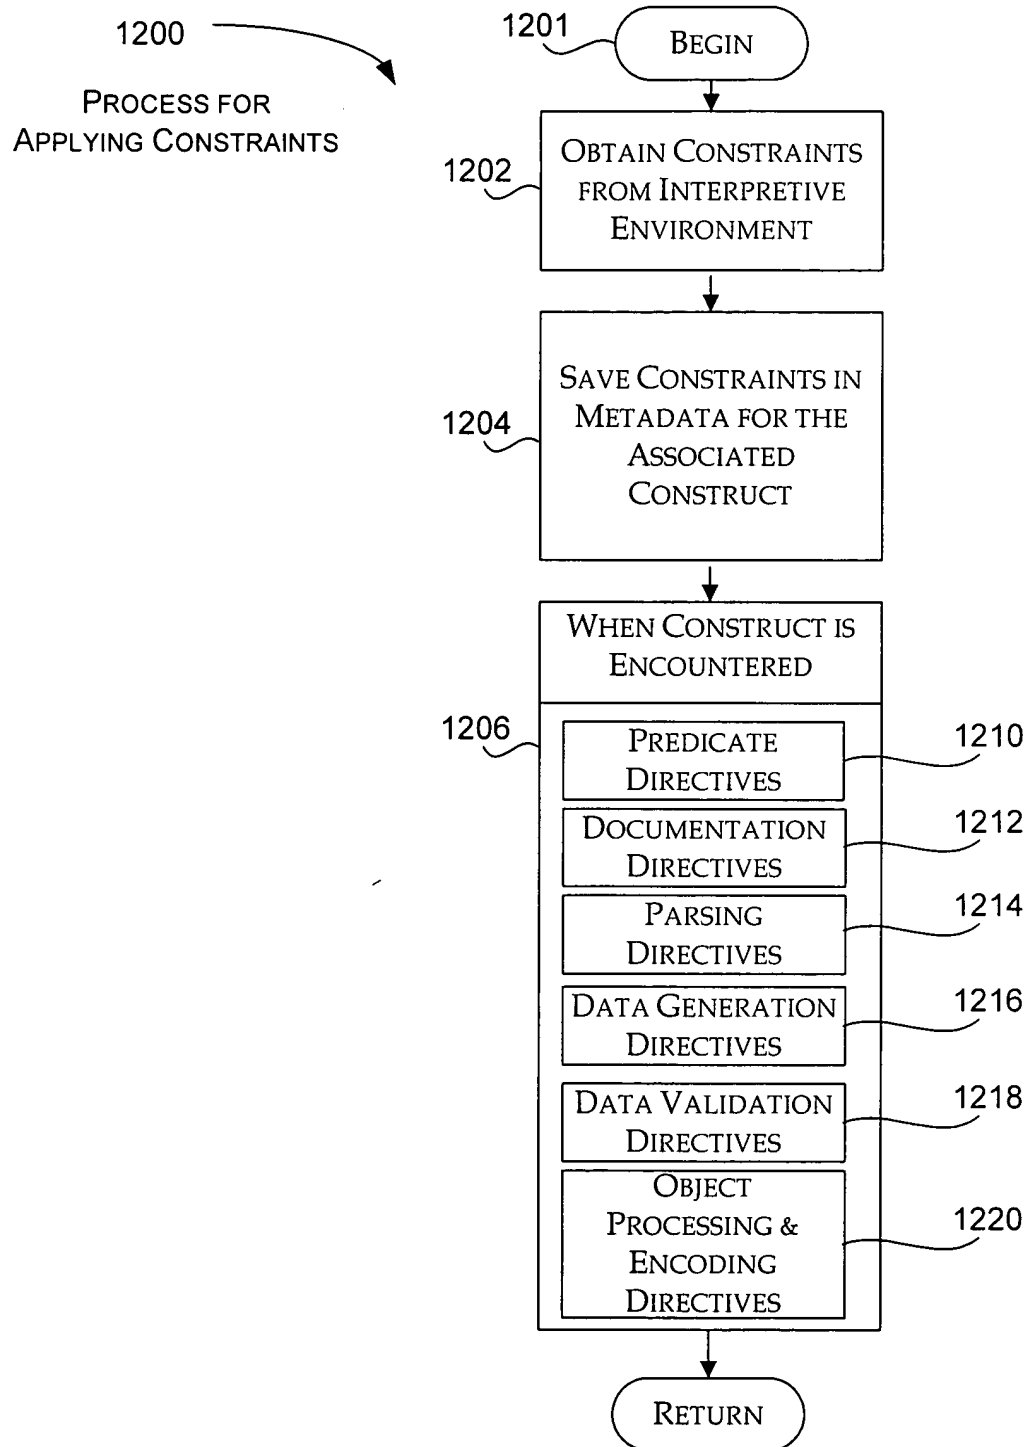 1200
PROCESS FOR
APPLYING CONSTRAINTS
1201
BEGIN
1202
OBTAIN CONSTRAINTS
FROM INTERPRETIVE
ENVIRONMENT
1204
SAVE CONSTRAINTS IN
METADATA FOR THE
ASSOCIATED
CONSTRUCT
WHEN CONSTRUCT IS
ENCOUNTERED
1206
PREDICATE
DIRECTIVES
1210
DOCUMENTATION
DIRECTIVES
1212
PARSING
DIRECTIVES
1214
DATA GENERATION
DIRECTIVES
1216
DATA VALIDATION
DIRECTIVES
1218
OBJECT
PROCESSING &
ENCODING
DIRECTIVES
1220
RETURN